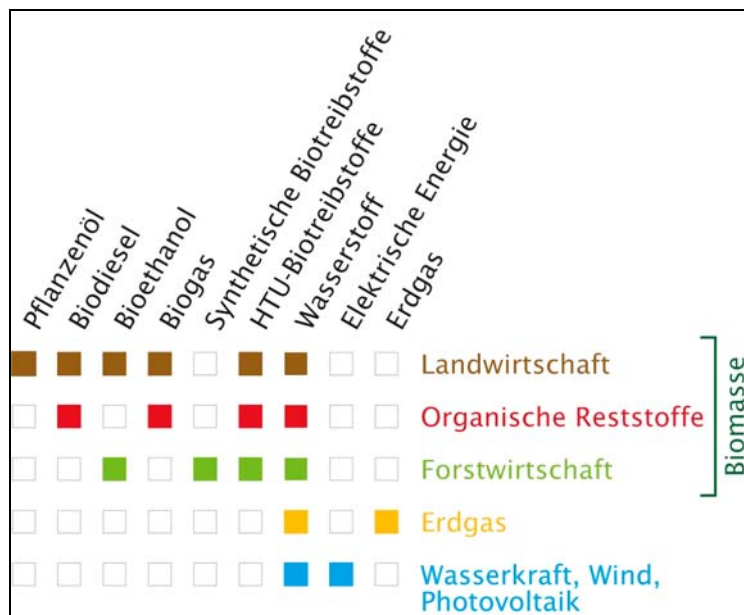 Pflanzenöl
Biodiesel
Bioethanol
Biogas
Synthetische Biotreibstoffe
HTU-Biotreibstoffe
Wasserstoff
Elektrische Energie
Erdgas
Landwirtschaft
Organische Reststoffe
Forstwirtschaft
Biomasse
Erdgas
Wasserkraft, Wind,
Photovoltaik